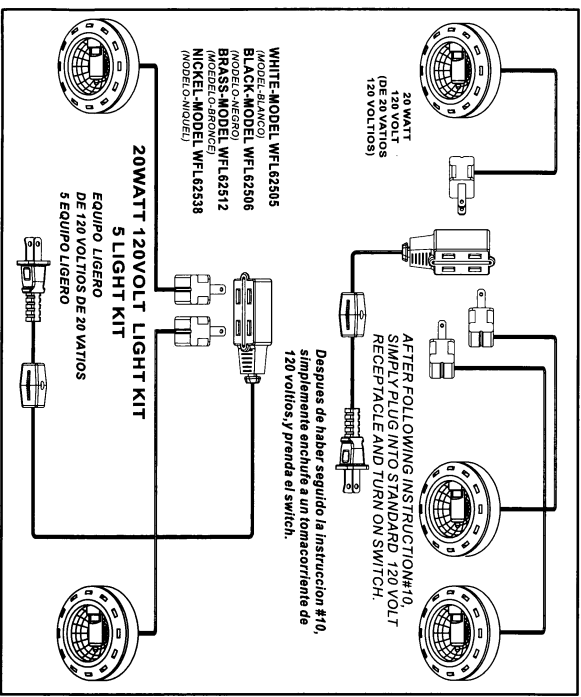 20 WATT
120 VOLT
(DE 20 VATIOS
120 VOLTIOS)
AFTER FOLLOWING INSTRUCTION#10,
SIMPLY PLUG INTO STANDARD 120 VOLT
RECEPTACLE AND TURN ON SWITCH.
Despues de haber seguido la instruccion #10,
simplemente enchufe a un tomacorriente de
120 voltios,y prenda el switch.
WHITE-MODEL WFL62505
(MODEL-BLANCO)
BLACK-MODEL WFL62506
(NODELO-NEGRO)
BRASS-MODEL WFL62512
(MOEDELO-BRONCE)
NICKEL-MODEL WFL62538
(NODELO-NIQUEL)
20WATT 120VOLT LIGHT KIT
5 LIGHT KIT
EQUIPO LIGERO
DE 120 VOLTIOS DE 20 VATIOS
5 EQUIPO LIGERO